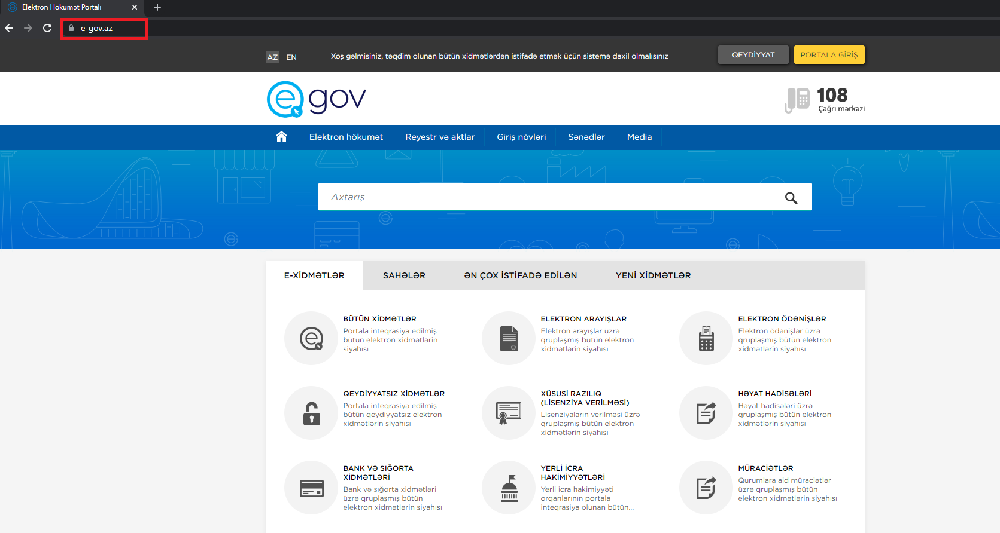 Elektron Hökumət Portalı
e-gov.az
AZ EN Xoş gəlmisiniz, təqdim olunan bütün xidmətlərdən istifadə etmək üçün sistemə daxil olmalısınız QEYDİYYAT PORTALA GİRİŞ
e gov
108
Çağrı mərkəzi
Elektron hökumət Reyestr və aktlar Giriş növləri Sənədlər Media
Axtarış
E-XİDMƏTLƏR SAHƏLƏR ƏN ÇOX İSTİFADƏ EDİLƏN YENİ XİDMƏTLƏR
BÜTÜN XİDMƏTLƏR
Portala inteqrasiya edilmiş
bütün elektron xidmətlərin
siyahısı
ELEKTRON ARAYIŞLAR
Elektron arayışlar üzrə
qruplaşmış bütün elektron
xidmətlərin siyahısı
ELEKTRON ÖDƏNİŞLƏR
Elektron ödənişlər üzrə
qruplaşmış bütün elektron
xidmətlərin siyahısı
QEYDİYYATSIZ XİDMƏTLƏR
Portala inteqrasiya edilmiş
bütün qeydiyyatsız elektron
xidmətlərin siyahısı
XÜSUSİ RAZILIQ
(LİSENZİYA VERİLMƏSİ)
Lisenziyaların verilməsi üzrə
qruplaşmış bütün elektron
xidmətlərin siyahısı
HƏYAT HADİSƏLƏRİ
Həyat hadisələri üzrə
qruplaşmış bütün elektron
xidmətlərin siyahısı
BANK VƏ SIĞORTA
XİDMƏTLƏRİ
Bank və sığorta xidmətləri
üzrə qruplaşmış bütün
elektron xidmətlərin siyahısı
YERLİ İCRA
HAKİMİYYƏTLƏRİ
Yerli icra hakimiyyəti
orqanlarının portala
inteqrasiya olunan bütün...
MÜRACİƏTLƏR
Qurumlara aid müraciətlər
üzrə qruplaşmış bütün
elektron xidmətlərin siyahısı